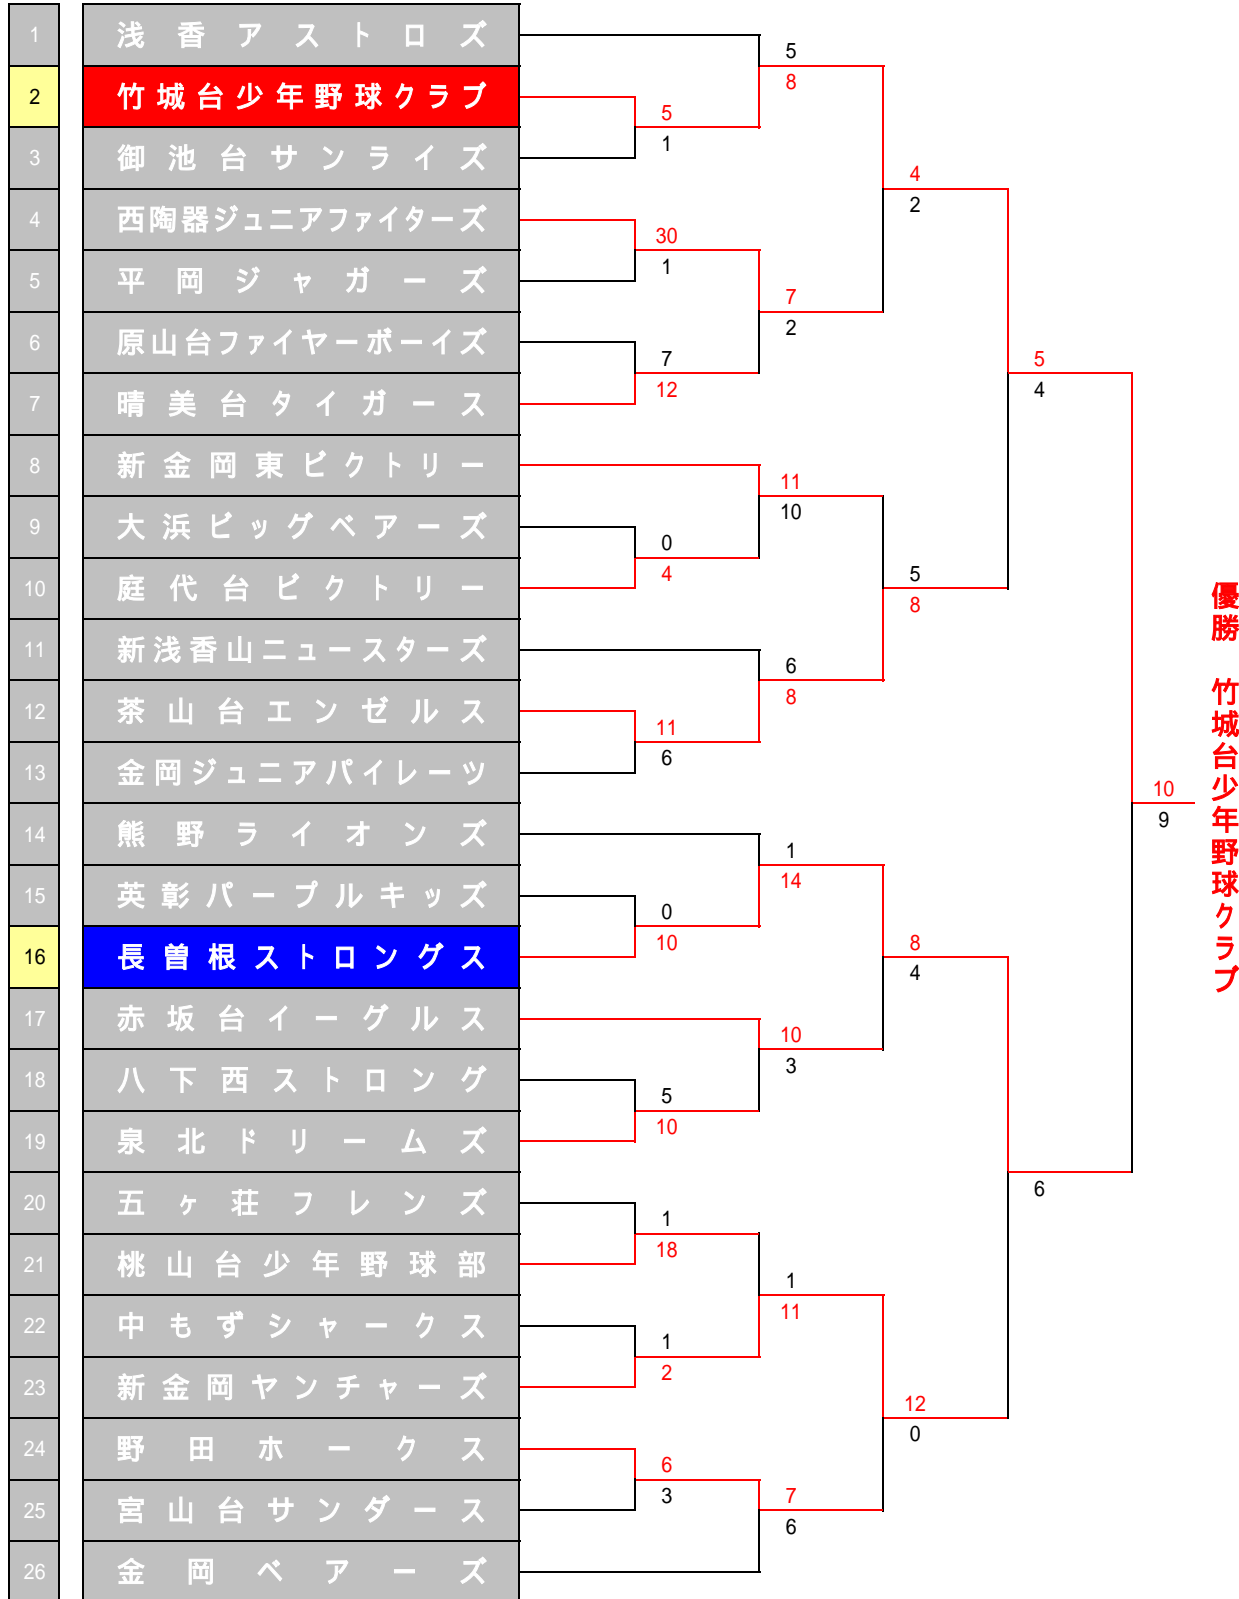 1 浅香アストロズ
2 竹城台少年野球クラブ
3 御池台サンライズ
4 西陶器ジュニアファイターズ
5 平岡ジャガーズ
6 原山台ファイヤーボーイズ
7 晴美台タイガース
8 新金岡東ビクトリー
9 大浜ビッグベアーズ
10 庭代台ビクトリー
11 新浅香山ニュースターズ
12 茶山台エンゼルス
13 金岡ジュニアパイレーツ
14 熊野ライオンズ
15 英彰パープルキッズ
16 長曽根ストロングス
17 赤坂台イーグルス
18 八下西ストロング
19 泉北ドリームズ
20 五ヶ荘フレンズ
21 桃山台少年野球部
22 中もずシャークス
23 新金岡ヤンチャーズ
24 野田ホークス
25 宮山台サンダース
26 金岡ベアーズ
5
1
30
1
7
12
0
4
11
6
0
10
5
10
1
18
1
2
6
3
5
8
7
2
11
10
6
8
1
14
10
3
1
11
7
6
4
2
5
8
8
4
12
0
5
4
6
10
9
優勝 竹城台少年野球クラブ